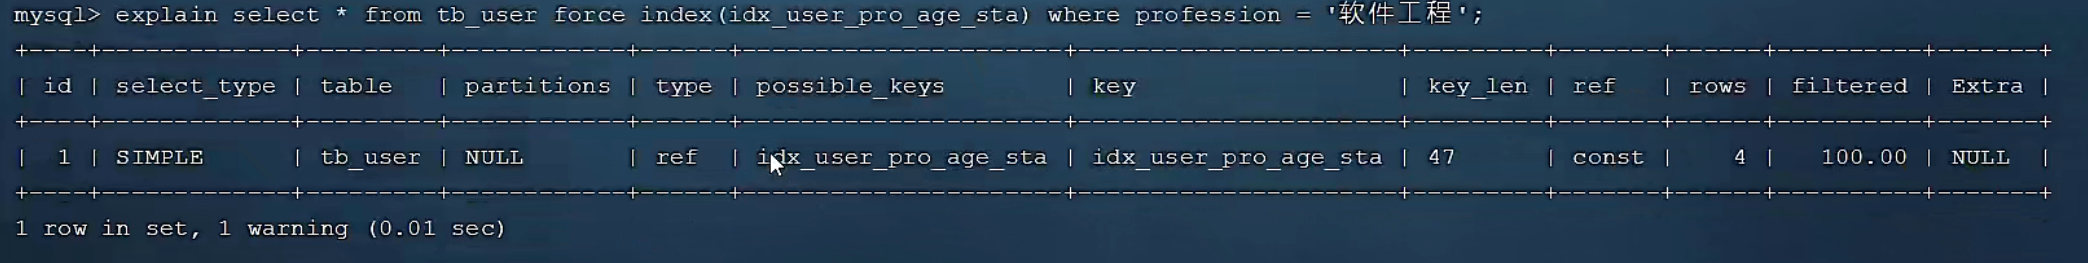 mysql> explain select * from tb_user force index(idx_user_pro_age_sta) where profession = '软件工程';
+----+-------------+---------+------------+------+----------------------+----------------------+---------+-------+------+----------+-------+
| id | select_type | table   | partitions | type | possible_keys        | key                  | key_len | ref   | rows | filtered | Extra |
+----+-------------+---------+------------+------+----------------------+----------------------+---------+-------+------+----------+-------+
|  1 | SIMPLE      | tb_user | NULL       | ref  | idx_user_pro_age_sta | idx_user_pro_age_sta | 47      | const |    4 |   100.00 | NULL  |
+----+-------------+---------+------------+------+----------------------+----------------------+---------+-------+------+----------+-------+
1 row in set, 1 warning (0.01 sec)